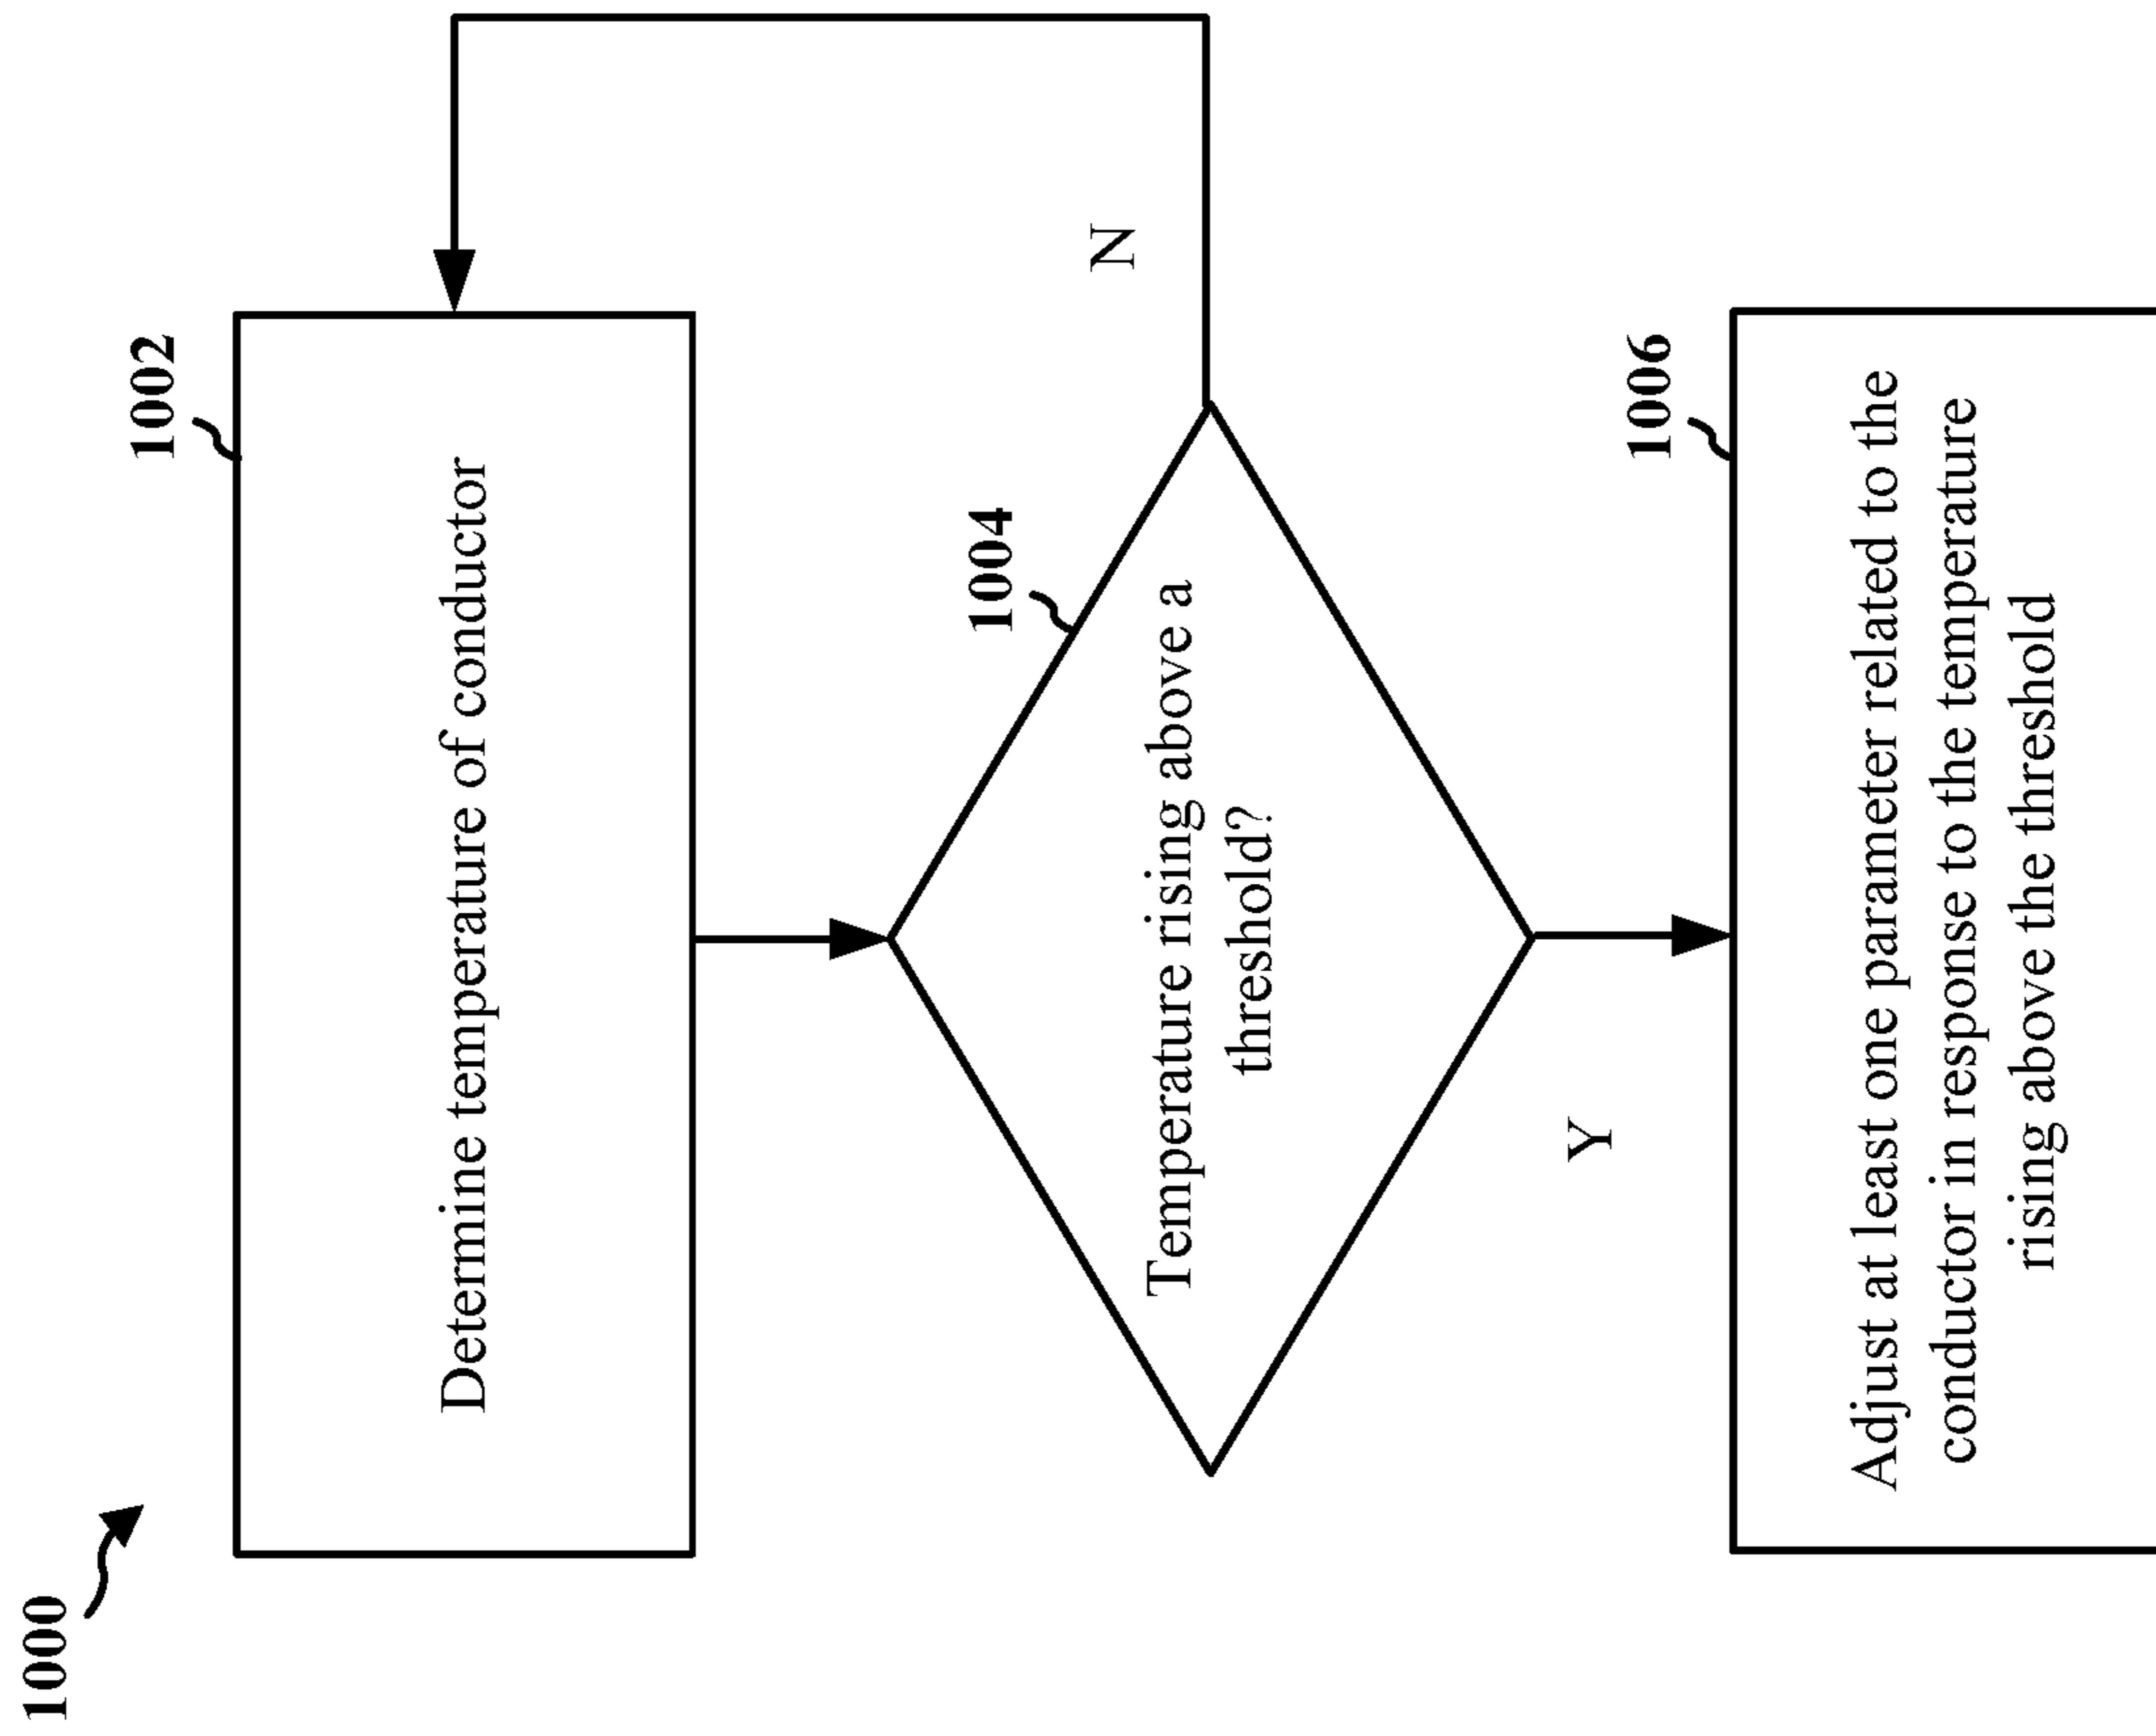 1000
1002
Determine temperature of conductor
1004
Temperature rising above a
threshold?
N
Y
1006
Adjust at least one parameter related to the
conductor in response to the temperature
rising above the threshold